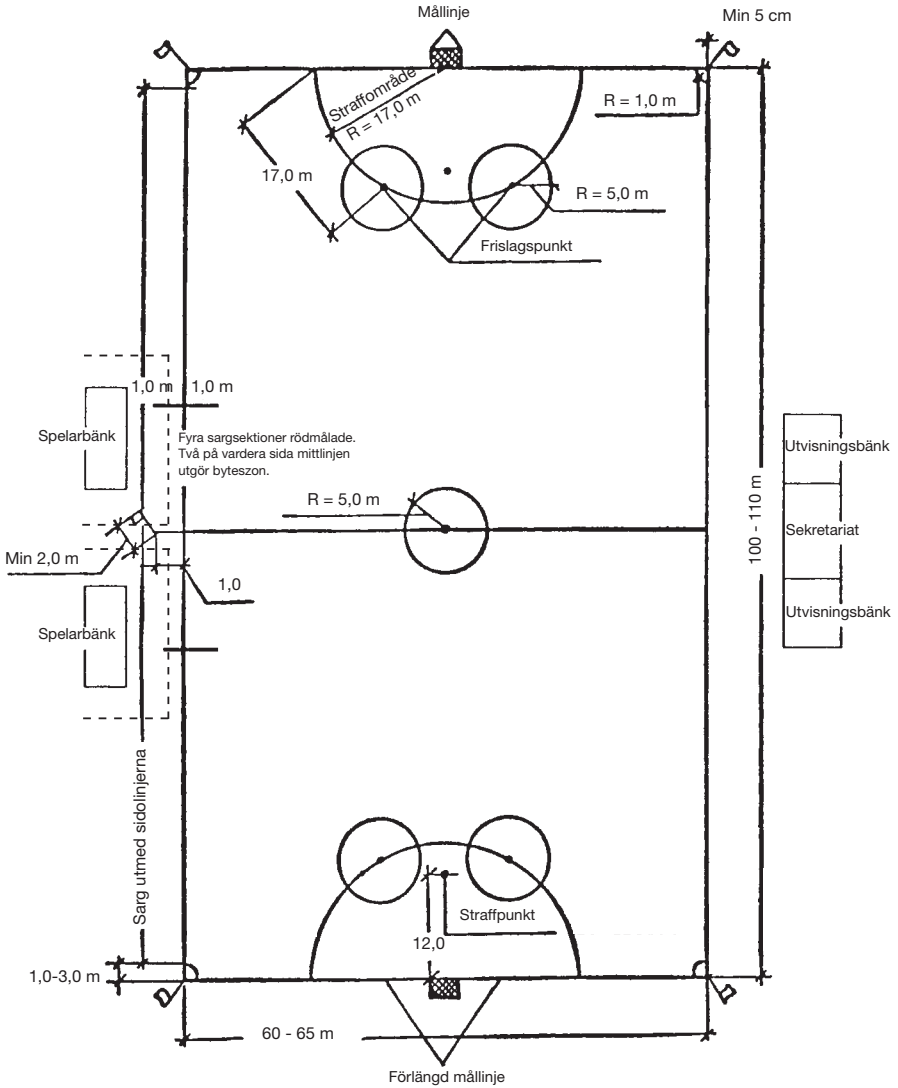 Mållinje
Min 5 cm
Straffområde
R = 17,0 m
R = 1,0 m
17,0 m
R = 5,0 m
Frislagspunkt
1,0 m
1,0 m
Spelarbänk
Fyra sargsektioner rödmålade.
Två på vardera sida mittlinjen
utgör byteszon.
Utvisningsbänk
R = 5,0 m
100 - 110 m
Sekretariat
Min 2,0 m
1,0
Utvisningsbänk
Spelarbänk
Sarg utmed sidolinjerna
Straffpunkt
12,0
1,0-3,0 m
60 - 65 m
Förlängd mållinje